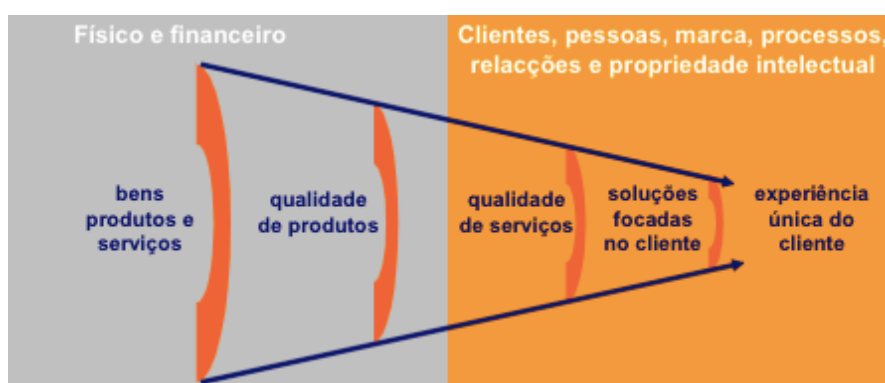 Físico e financeiro
Clientes, pessoas, marca, processos,
relacções e propriedade intelectual
bens
produtos e
serviços
qualidade
de produtos
qualidade
de serviços
soluções
focadas
no cliente
experiência
única do
cliente